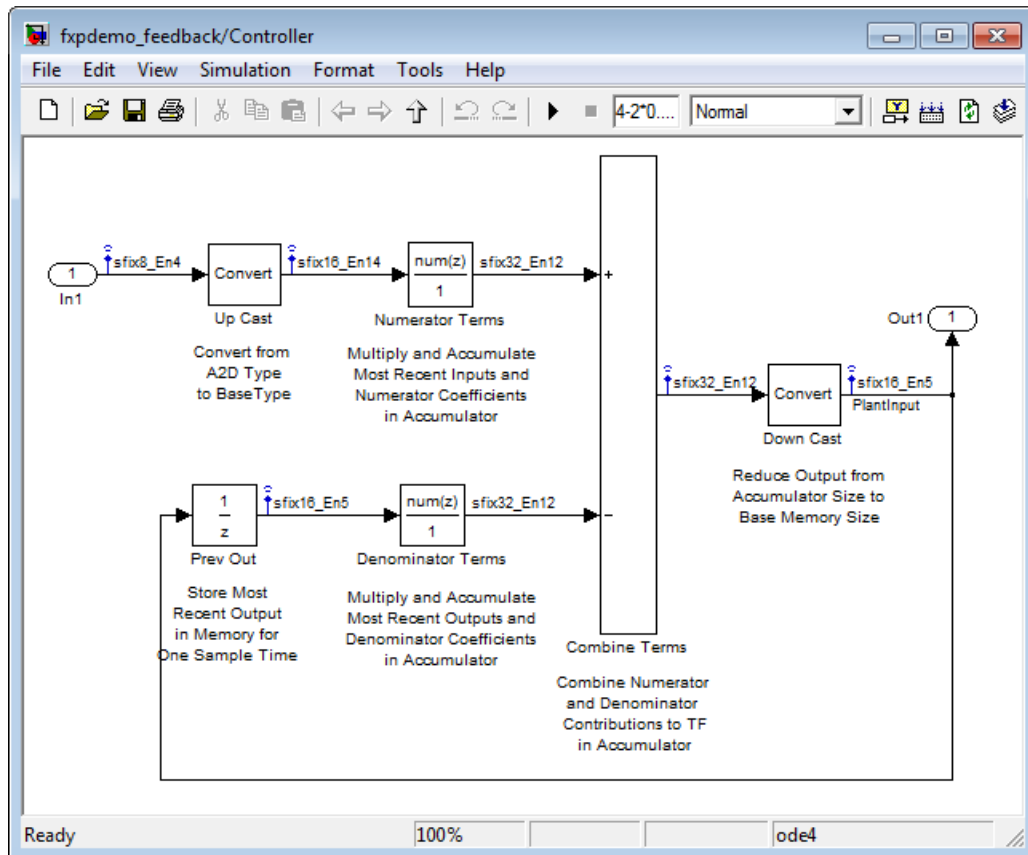 fxpdemo_feedback/Controller
File Edit View Simulation Format Tools Help
4-2*0.... Normal
sfix8_En4
1
In1
Convert
Up Cast
Convert from
A2D Type
to BaseType
sfix16_En14
num(z)
1
Numerator Terms
Multiply and Accumulate
Most Recent Inputs and
Numerator Coefficients
in Accumulator
sfix32_En12
+
1
z
Prev Out
Store Most
Recent Output
in Memory for
One Sample Time
sfix16_En5
num(z)
1
Denominator Terms
Multiply and Accumulate
Most Recent Outputs and
Denominator Coefficients
in Accumulator
sfix32_En12
−
Combine Terms
Combine Numerator
and Denominator
Contributions to TF
in Accumulator
sfix32_En12
Convert
Down Cast
Reduce Output from
Accumulator Size to
Base Memory Size
sfix16_En5
PlantInput
Out1 1
Ready 100% ode4